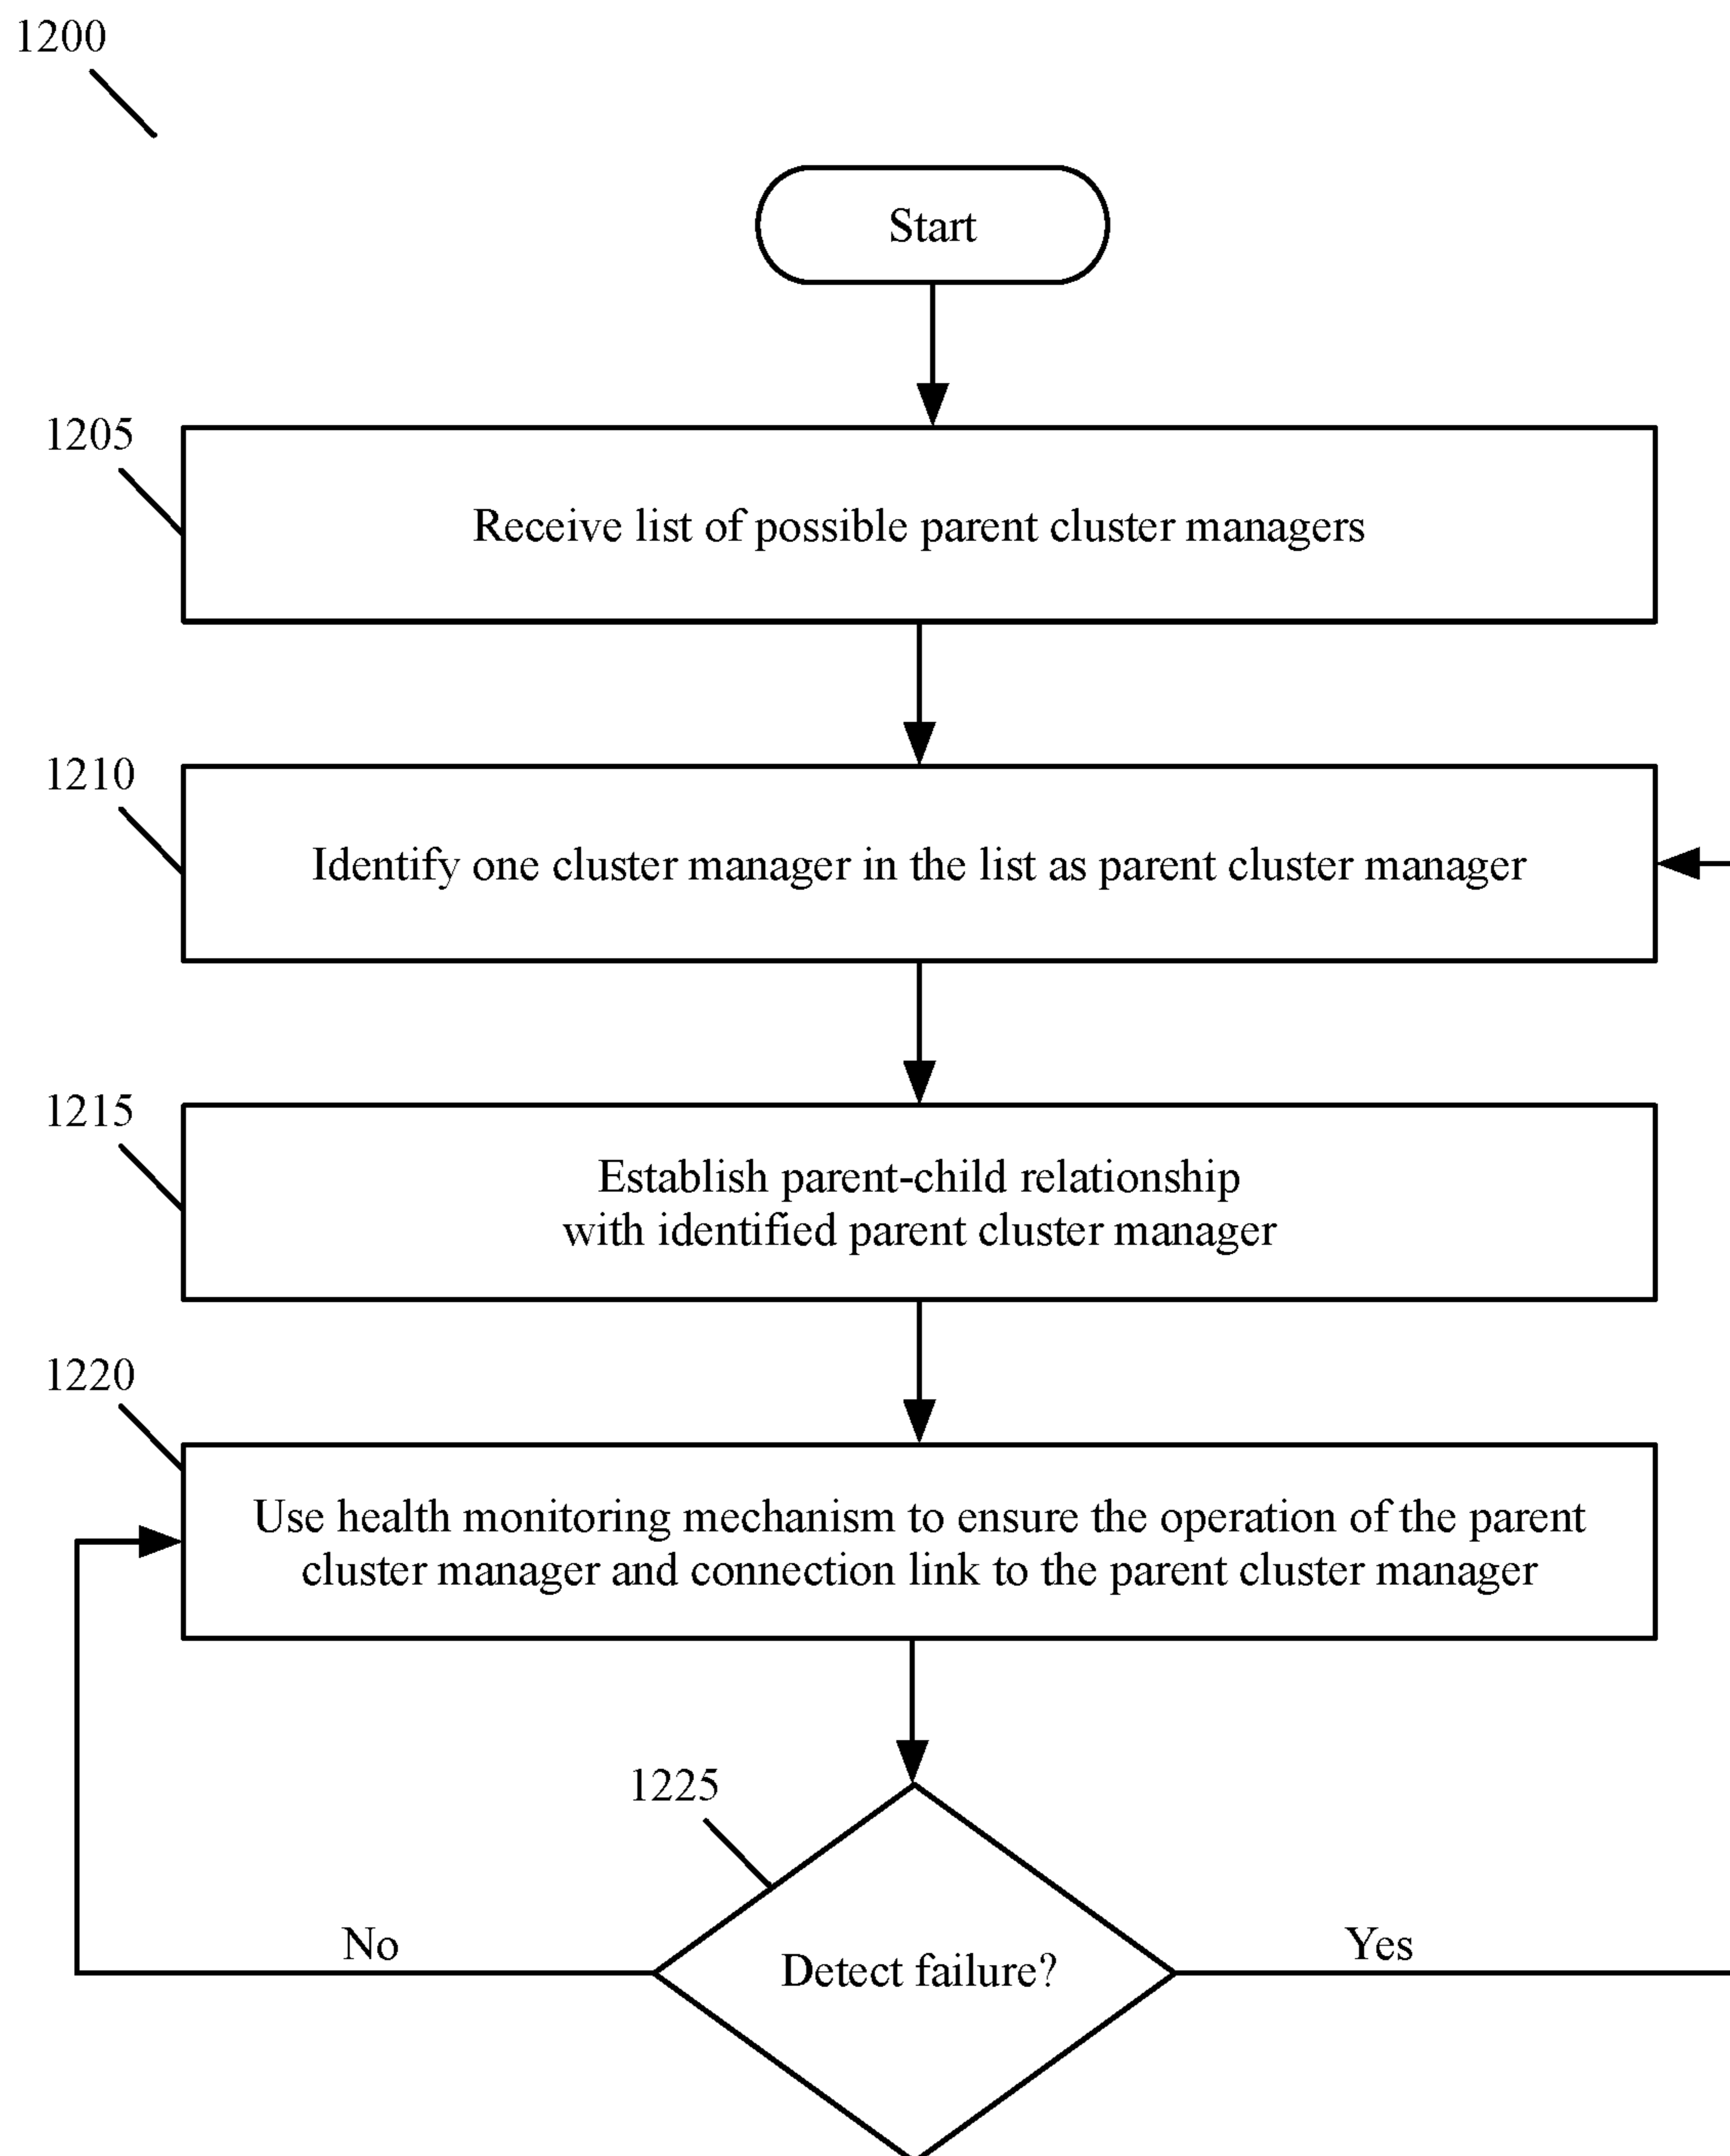 1200
Start
1205
Receive list of possible parent cluster managers
1210
Identify one cluster manager in the list as parent cluster manager
1215
Establish parent-child relationship
with identified parent cluster manager
1220
Use health monitoring mechanism to ensure the operation of the parent
cluster manager and connection link to the parent cluster manager
1225
No
Detect failure?
Yes